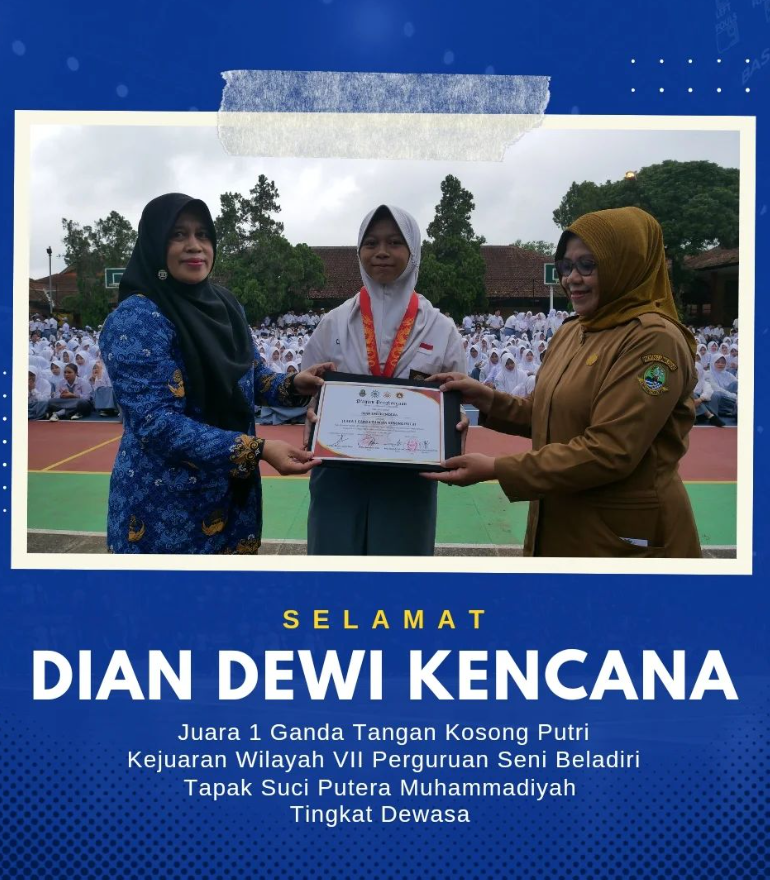 SELAMAT
DIAN DEWI KENCANA
Juara 1 Ganda Tangan Kosong Putri
Kejuaran Wilayah VII Perguruan Seni Beladiri
Tapak Suci Putera Muhammadiyah
Tingkat Dewasa